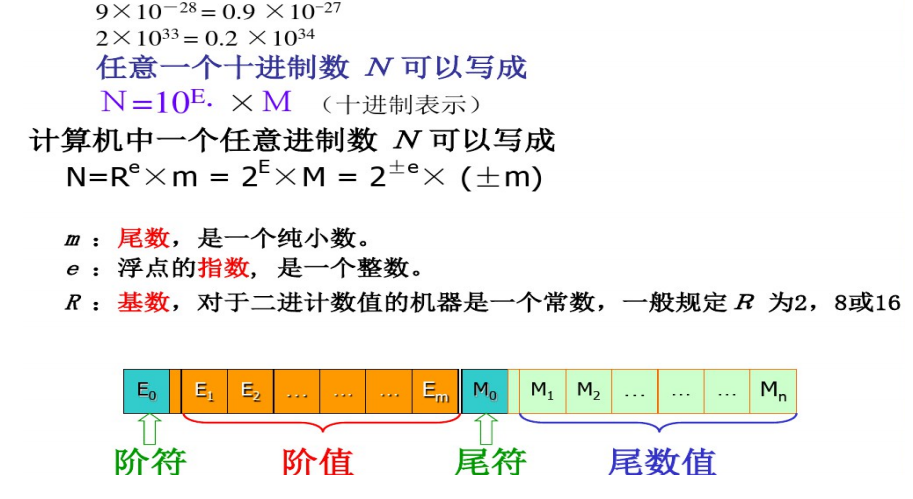 9×10⁻²⁸= 0.9 ×10⁻²⁷
2×10³³= 0.2 ×10³⁴
任意一个十进制数 N 可以写成
N=10ᴱ· ×M （十进制表示）
计算机中一个任意进制数 N 可以写成
N=Rᵉ×m = 2ᴱ×M = 2^±e× (±m)
m ：尾数，是一个纯小数。
e ：浮点的指数, 是一个整数。
R ：基数，对于二进计数值的机器是一个常数，一般规定 R 为2，8或16
E₀ E₁ E₂ … … … Eₘ M₀ M₁ M₂ … … … Mₙ
阶符 阶值 尾符 尾数值